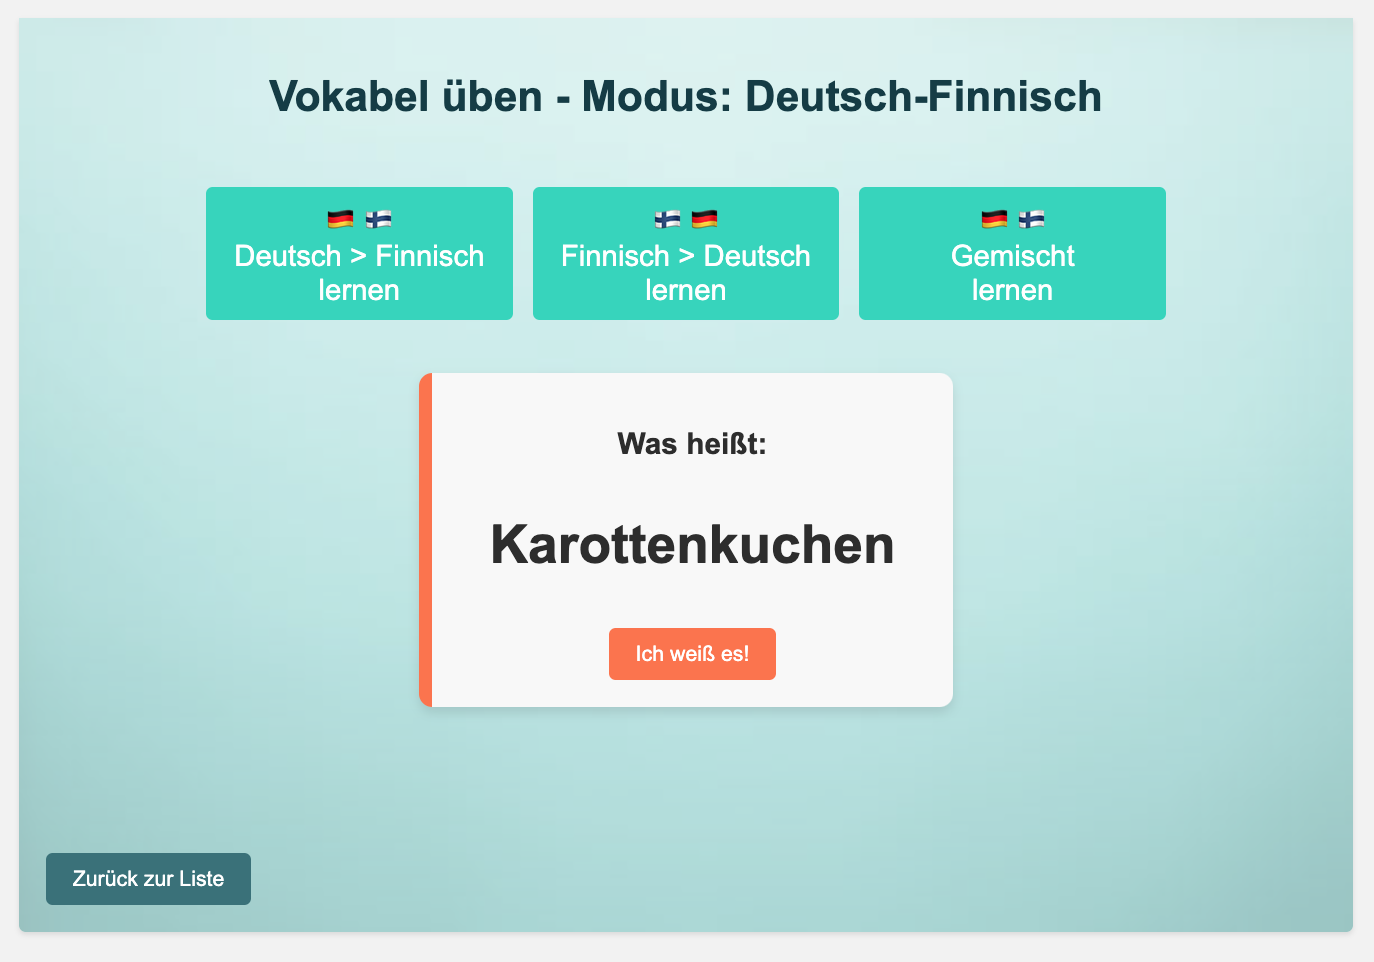 Vokabel üben - Modus: Deutsch-Finnisch
Deutsch > Finnisch
lernen
Finnisch > Deutsch
lernen
Gemischt
lernen
Was heißt:
Karottenkuchen
Ich weiß es!
Zurück zur Liste